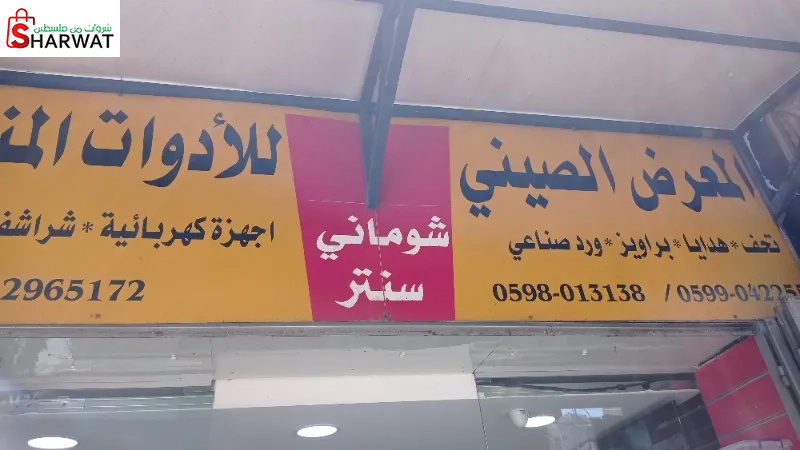 شروات من فلسطين
SHARWAT
المعرض الصيني
للأدوات
تحف * هدايا * براويز * ورد صناعي
0598-013138 / 0599-04225
شوماني
سنتر
اجهزة كهربائية *
2965172